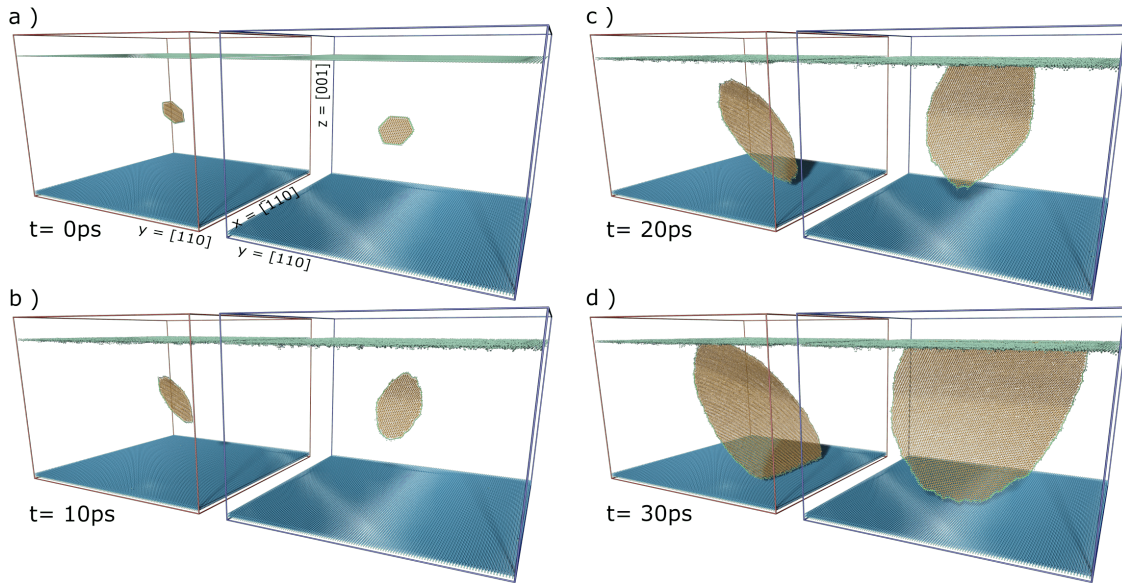 a )
z = [001]
x = [110]
y = [110]
y = [110]
t= 0ps
b )
t= 10ps
c )
t= 20ps
d )
t= 30ps